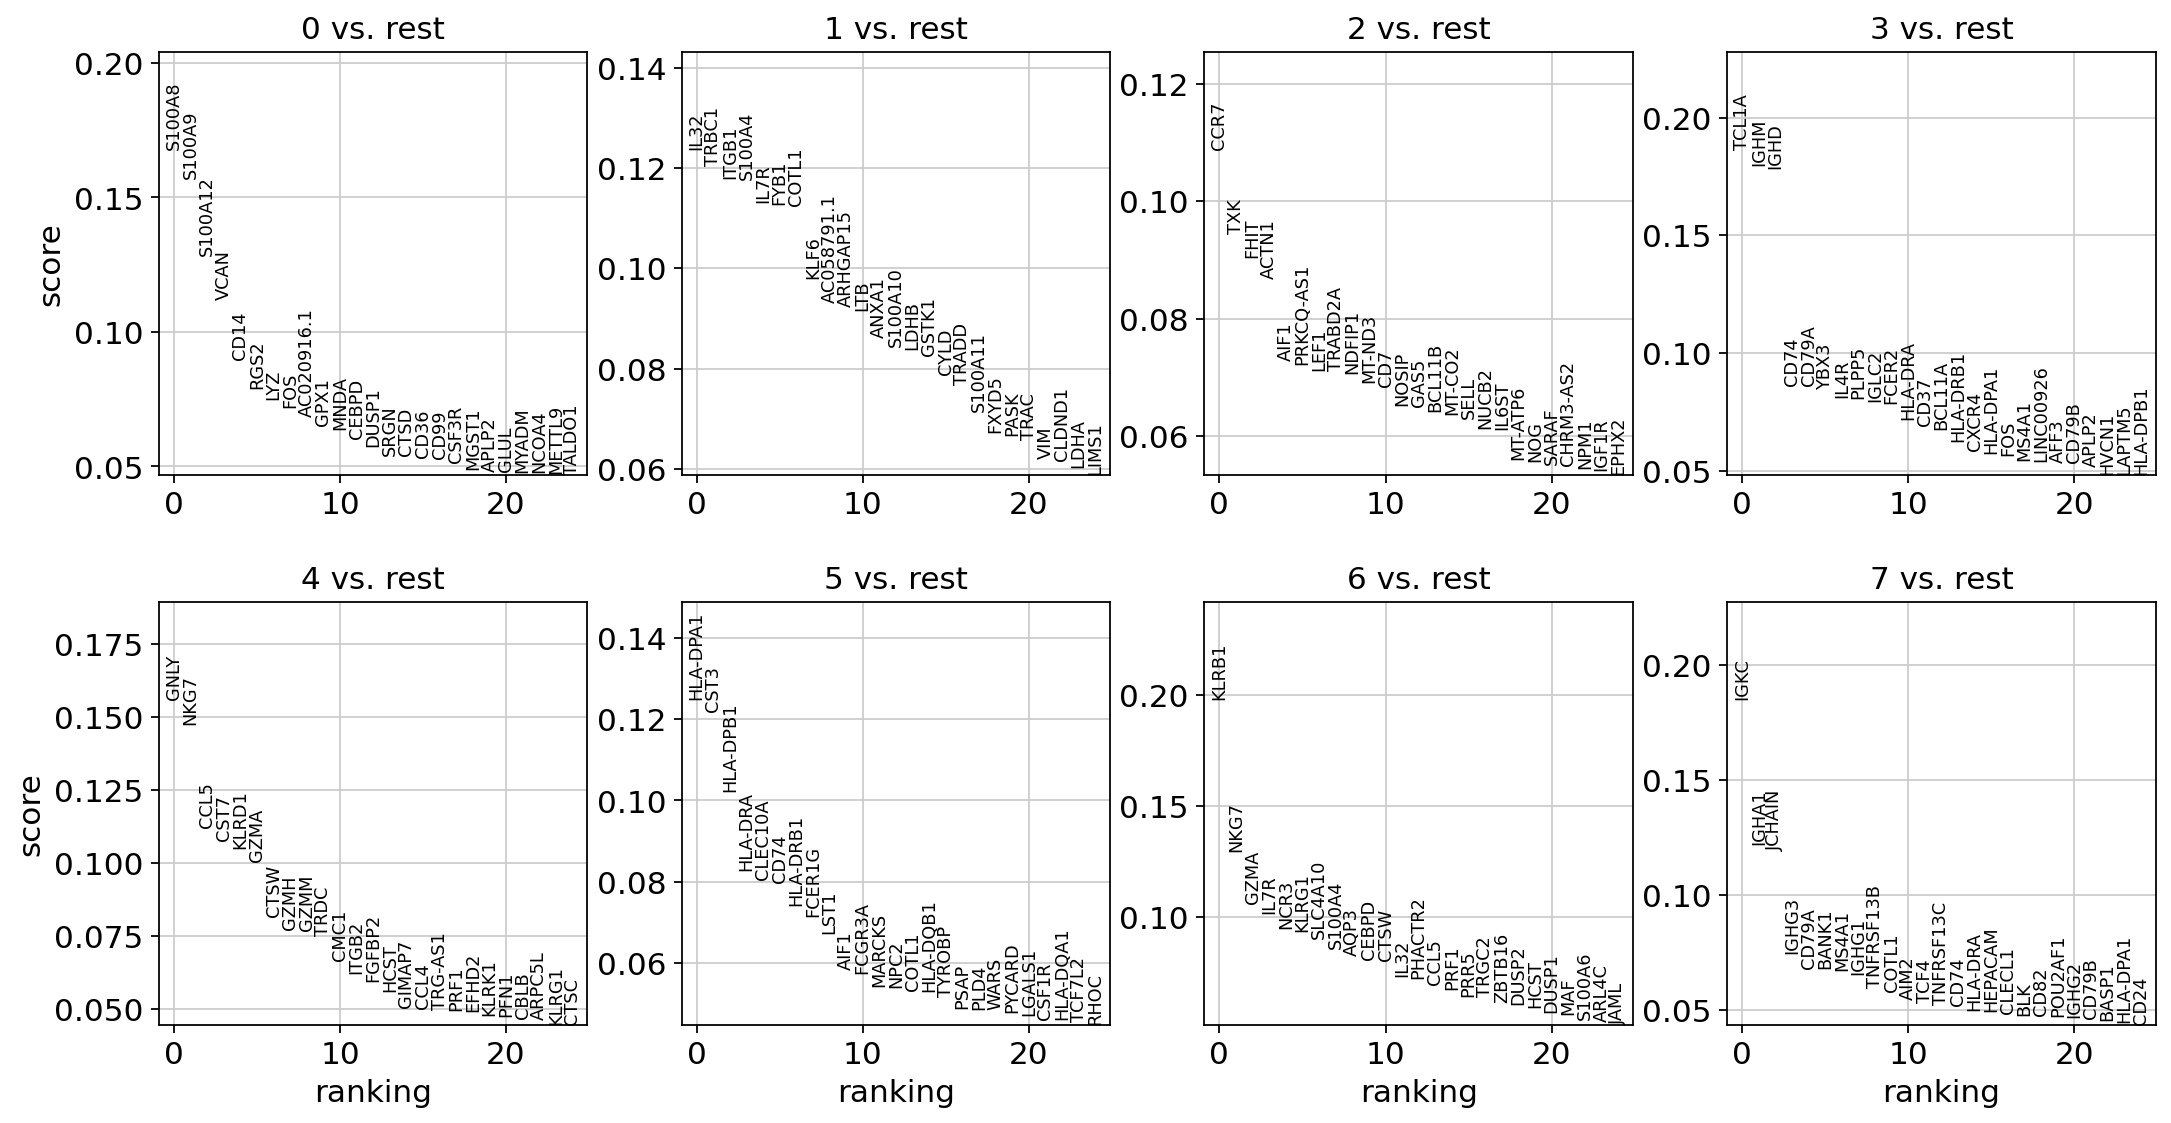 0 vs. rest
score
0.20
0.15
0.10
0.05
S100A8
S100A9
S100A12
VCAN
CD14
RGS2
LYZ
FOS
AC020916.1
GPX1
MNDA
CEBPD
DUSP1
SRGN
CTSD
CD36
CD99
CSF3R
MGST1
APLP2
GLUL
MYADM
NCOA4
METTL9
TALDO1
0 10 20
1 vs. rest
0.14
0.12
0.10
0.08
0.06
IL32
TRBC1
ITGB1
S100A4
IL7R
FYB1
COTL1
KLF6
AC058791.1
ARHGAP15
LTB
ANXA1
S100A10
LDHB
GSTK1
CYLD
TRADD
S100A11
FXYD5
PASK
TRAC
VIM
CLDND1
LDHA
LIMS1
0 10 20
2 vs. rest
0.12
0.10
0.08
0.06
CCR7
TXK
FHIT
ACTN1
AIF1
PRKCQ-AS1
LEF1
TRABD2A
NDFIP1
MT-ND3
CD7
NOSIP
GAS5
BCL11B
MT-CO2
SELL
NUCB2
IL6ST
MT-ATP6
NOG
SARAF
CHRM3-AS2
NPM1
IGF1R
EPHX2
0 10 20
3 vs. rest
0.20
0.15
0.10
0.05
TCL1A
IGHM
IGHD
CD74
CD79A
YBX3
IL4R
PLPP5
IGLC2
FCER2
HLA-DRA
CD37
BCL11A
HLA-DRB1
CXCR4
HLA-DPA1
FOS
MS4A1
LINC00926
AFF3
CD79B
APLP2
HVCN1
LAPTM5
HLA-DPB1
0 10 20
4 vs. rest
score
0.175
0.150
0.125
0.100
0.075
0.050
GNLY
NKG7
CCL5
CST7
KLRD1
GZMA
CTSW
GZMH
GZMM
TRDC
CMC1
ITGB2
FGFBP2
HCST
GIMAP7
CCL4
TRG-AS1
PRF1
EFHD2
KLRK1
PFN1
CBLB
ARPC5L
KLRG1
CTSC
0 10 20
ranking
5 vs. rest
0.14
0.12
0.10
0.08
0.06
HLA-DPA1
CST3
HLA-DPB1
HLA-DRA
CLEC10A
CD74
HLA-DRB1
FCER1G
LST1
AIF1
FCGR3A
MARCKS
NPC2
COTL1
HLA-DQB1
TYROBP
PSAP
PLD4
WARS
PYCARD
LGALS1
CSF1R
HLA-DQA1
TCF7L2
RHOC
0 10 20
ranking
6 vs. rest
0.20
0.15
0.10
KLRB1
NKG7
GZMA
IL7R
NCR3
KLRG1
SLC4A10
S100A4
AQP3
CEBPD
CTSW
IL32
PHACTR2
CCL5
PRF1
PRR5
TRGC2
ZBTB16
DUSP2
HCST
DUSP1
MAF
S100A6
ARL4C
JAML
0 10 20
ranking
7 vs. rest
0.20
0.15
0.10
0.05
IGKC
IGHA1
JCHAIN
IGHG3
CD79A
BANK1
MS4A1
IGHG1
TNFRSF13B
COTL1
AIM2
TCF4
TNFRSF13C
CD74
HLA-DRA
HEPACAM
CLECL1
BLK
CD82
POU2AF1
IGHG2
CD79B
BASP1
HLA-DPA1
CD24
0 10 20
ranking